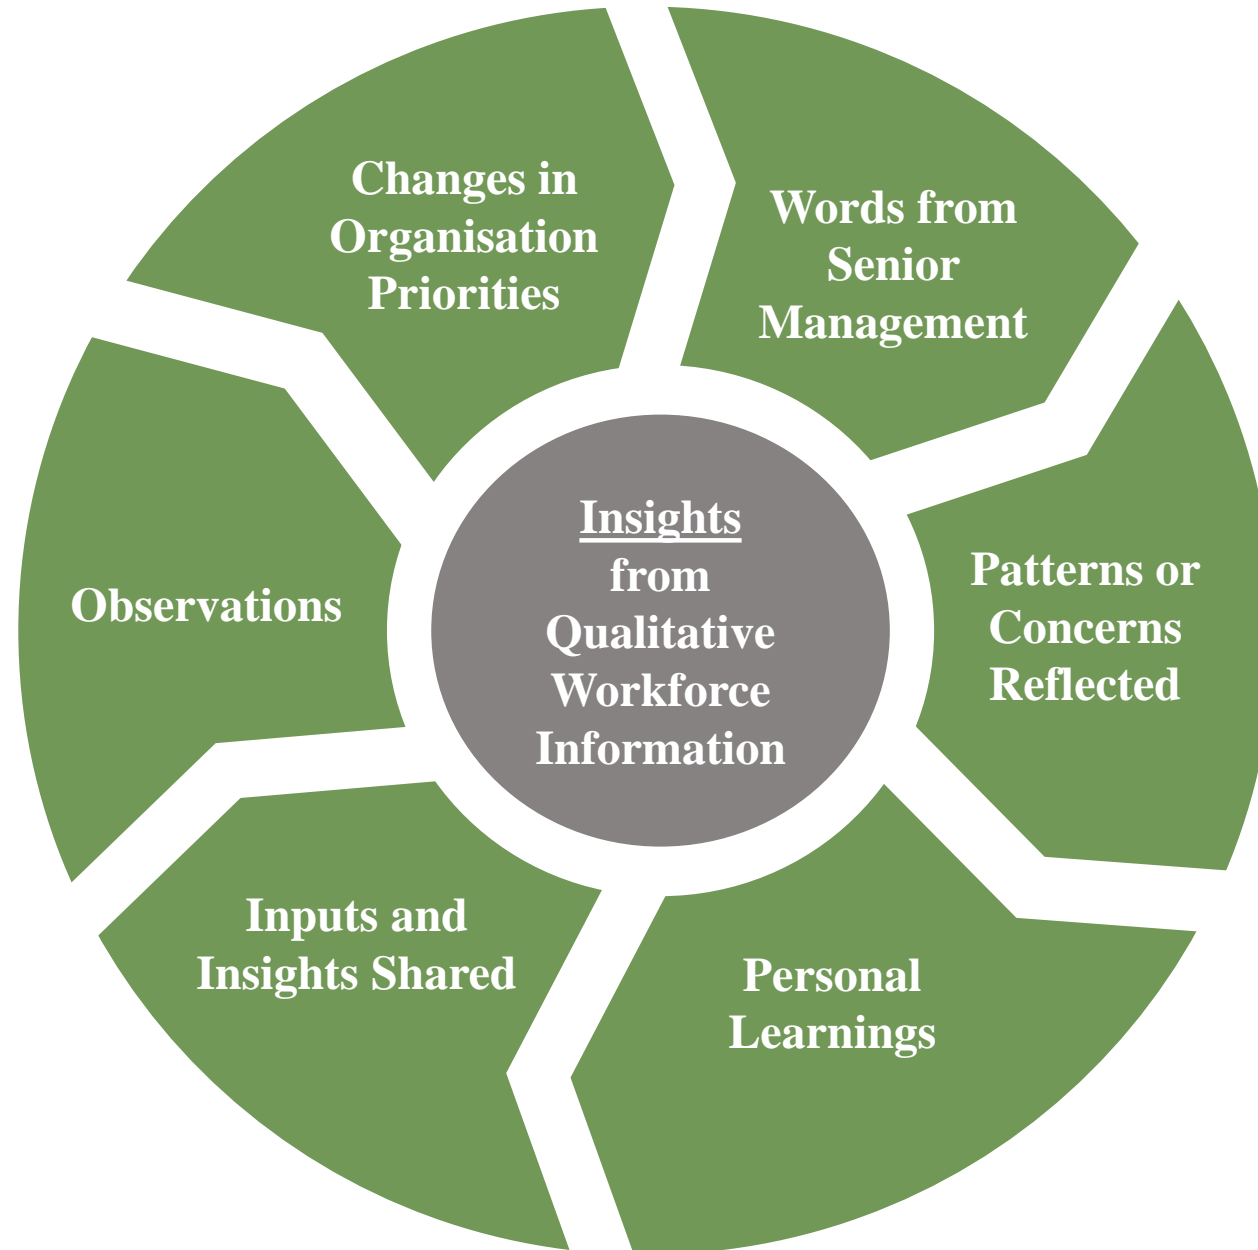 Changes in
Organisation
Priorities
Words from
Senior
Management
Patterns or
Concerns
Reflected
Personal
Learnings
Inputs and
Insights Shared
Observations
Insights
from
Qualitative
Workforce
Information